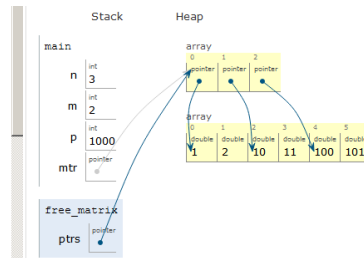 Stack Heap
main
array
0 1 2
pointer pointer pointer
int
n 3
int
m 2
int
p 1000
pointer
mtr
array
0 1 2 3 4 5
double double double double double double
1 2 10 11 100 101
free_matrix
pointer
ptrs